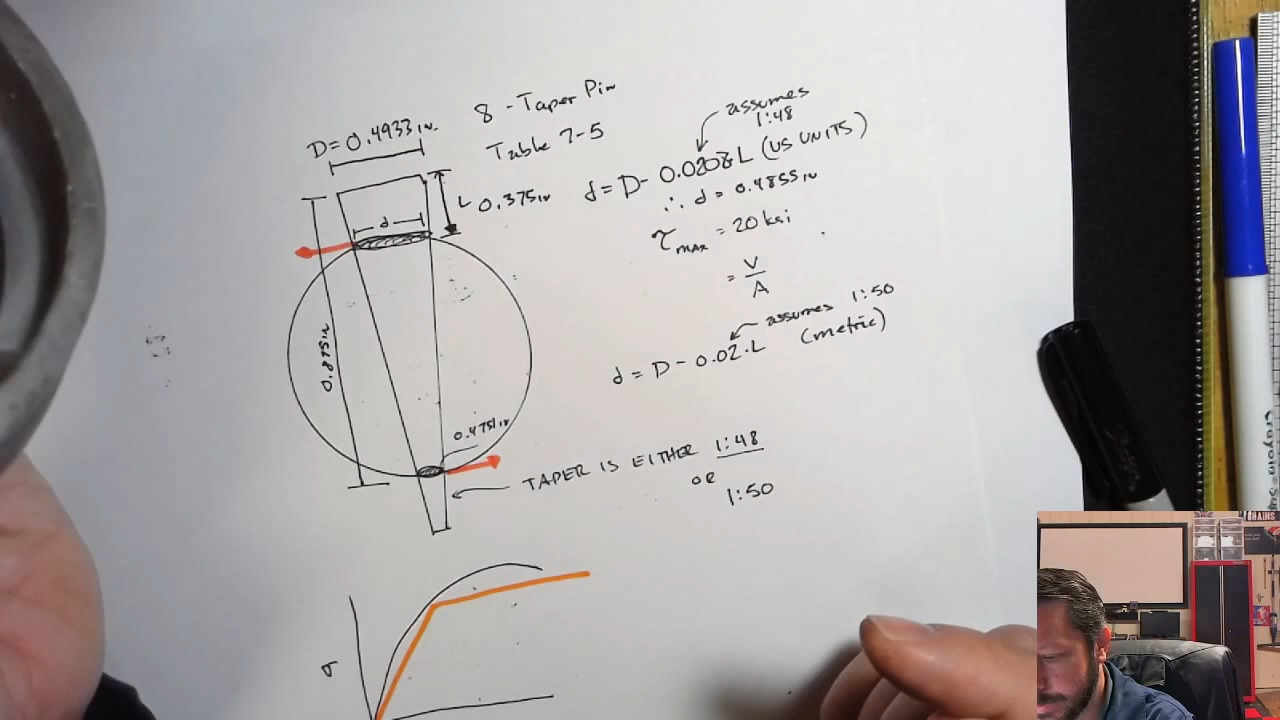 8 - Taper Pin
Table 7-5
D = 0.4933 in.
L 0.375 in
d
0.875 in
0.4751 in
assumes
1:48
d = D - 0.0208·L (US UNITS)
∴ d = 0.4855 in
τMAX = 20 ksi
= V/A
assumes 1:50
d = D - 0.02·L (metric)
TAPER IS EITHER 1:48
or
1:50
σ